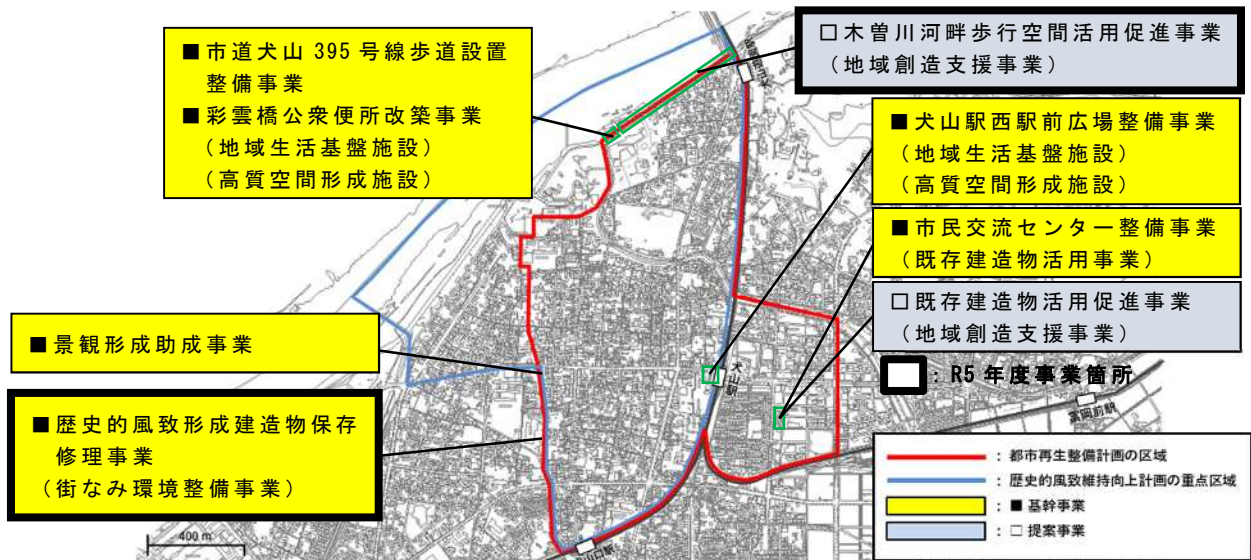 ■市道犬山 395 号線歩道設置
整備事業
■彩雲橋公衆便所改築事業
(地域生活基盤施設)
(高質空間形成施設)
□木曽川河畔歩行空間活用促進事業
(地域創造支援事業)
■犬山駅西駅前広場整備事業
(地域生活基盤施設)
(高質空間形成施設)
■市民交流センター整備事業
(既存建造物活用事業)
□既存建造物活用促進事業
(地域創造支援事業)
■景観形成助成事業
■歴史的風致形成建造物保存
修理事業
(街なみ環境整備事業)
:R5 年度事業箇所
犬山駅
富岡前駅
:都市再生整備計画の区域
:歴史的風致維持向上計画の重点区域
:■ 基幹事業
:□ 提案事業
400 m